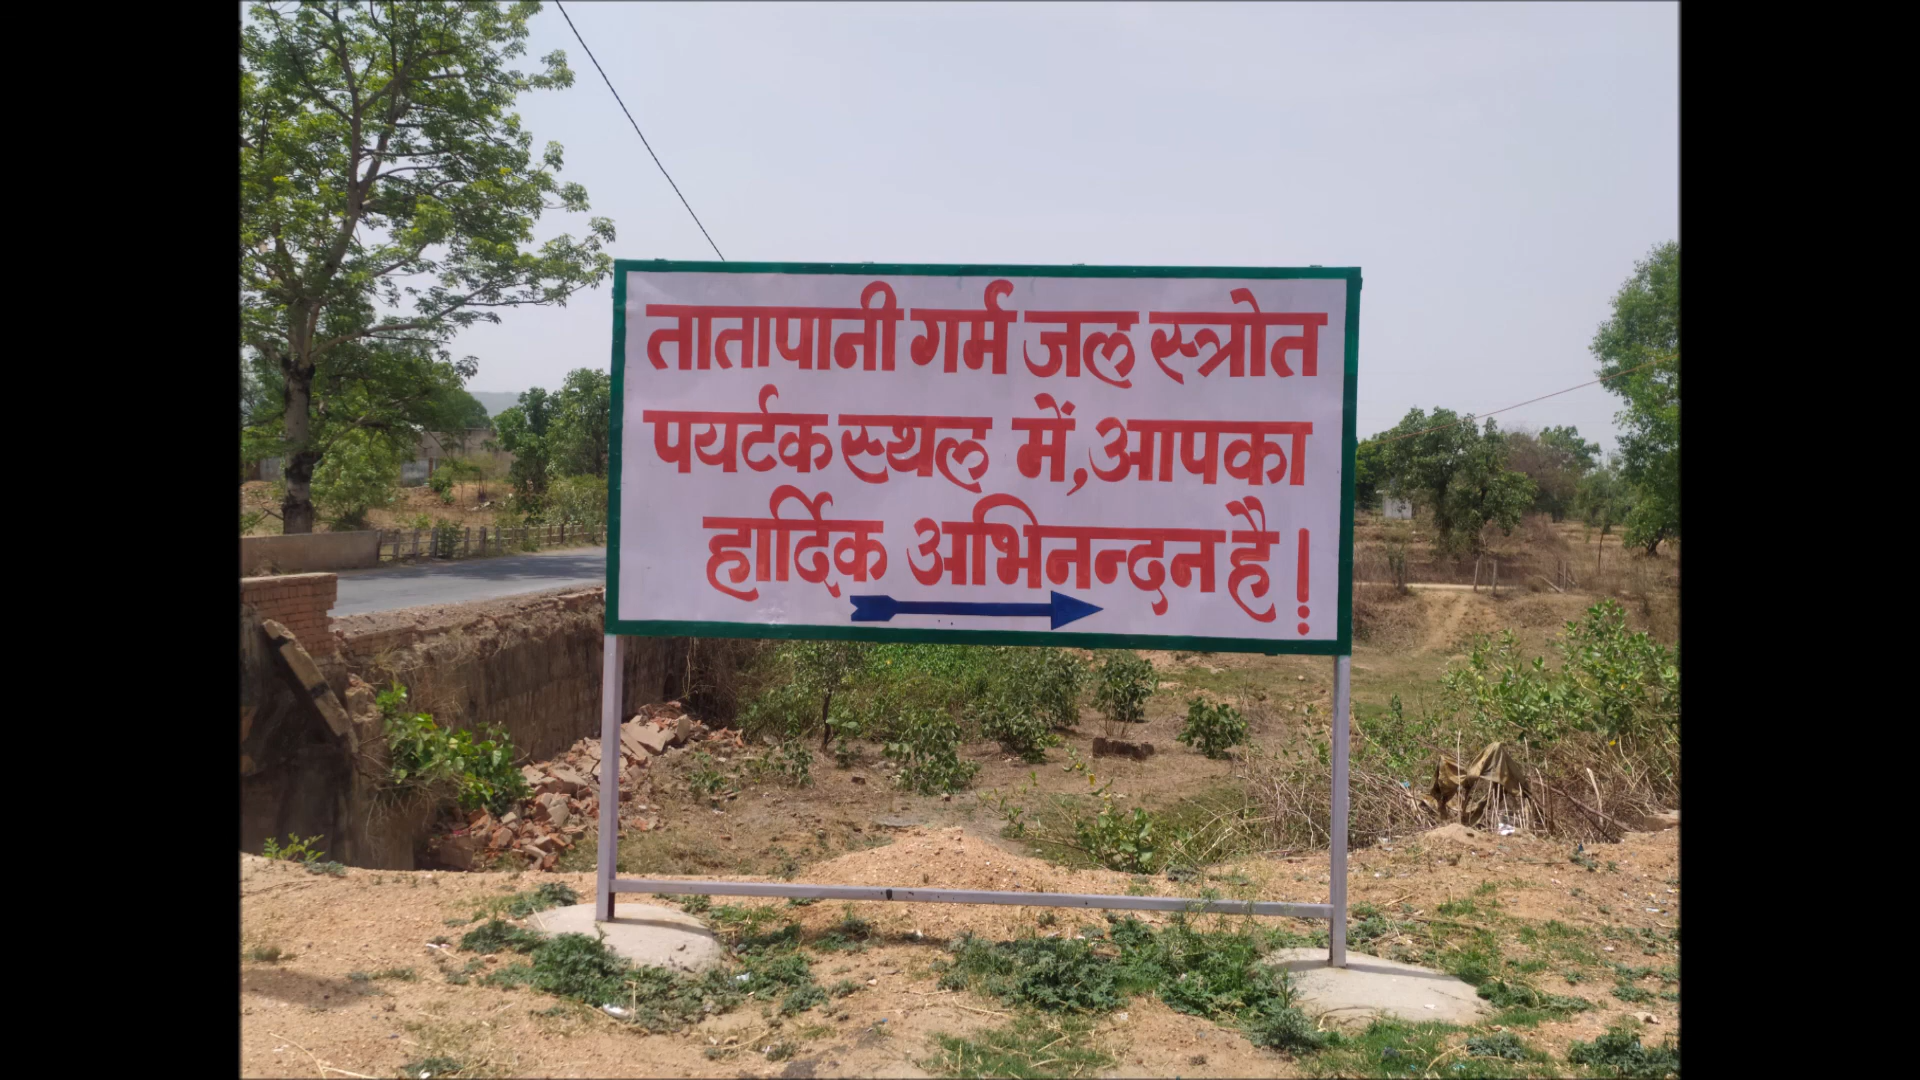 तातापानी गर्म जल स्त्रोत
पयर्टक स्थल में,आपका
हार्दिक अभिनन्दन है!